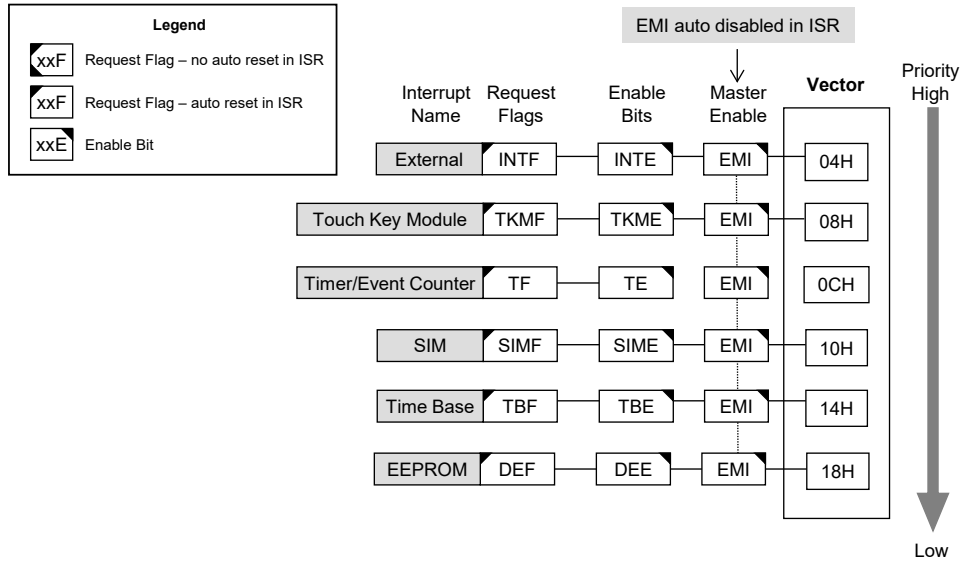 Legend
xxF Request Flag – no auto reset in ISR
xxF Request Flag – auto reset in ISR
xxE Enable Bit
EMI auto disabled in ISR
Interrupt Name
Request Flags
Enable Bits
Master Enable
Vector
Priority High
External INTF INTE EMI 04H
Touch Key Module TKMF TKME EMI 08H
Timer/Event Counter TF TE EMI 0CH
SIM SIMF SIME EMI 10H
Time Base TBF TBE EMI 14H
EEPROM DEF DEE EMI 18H
Low